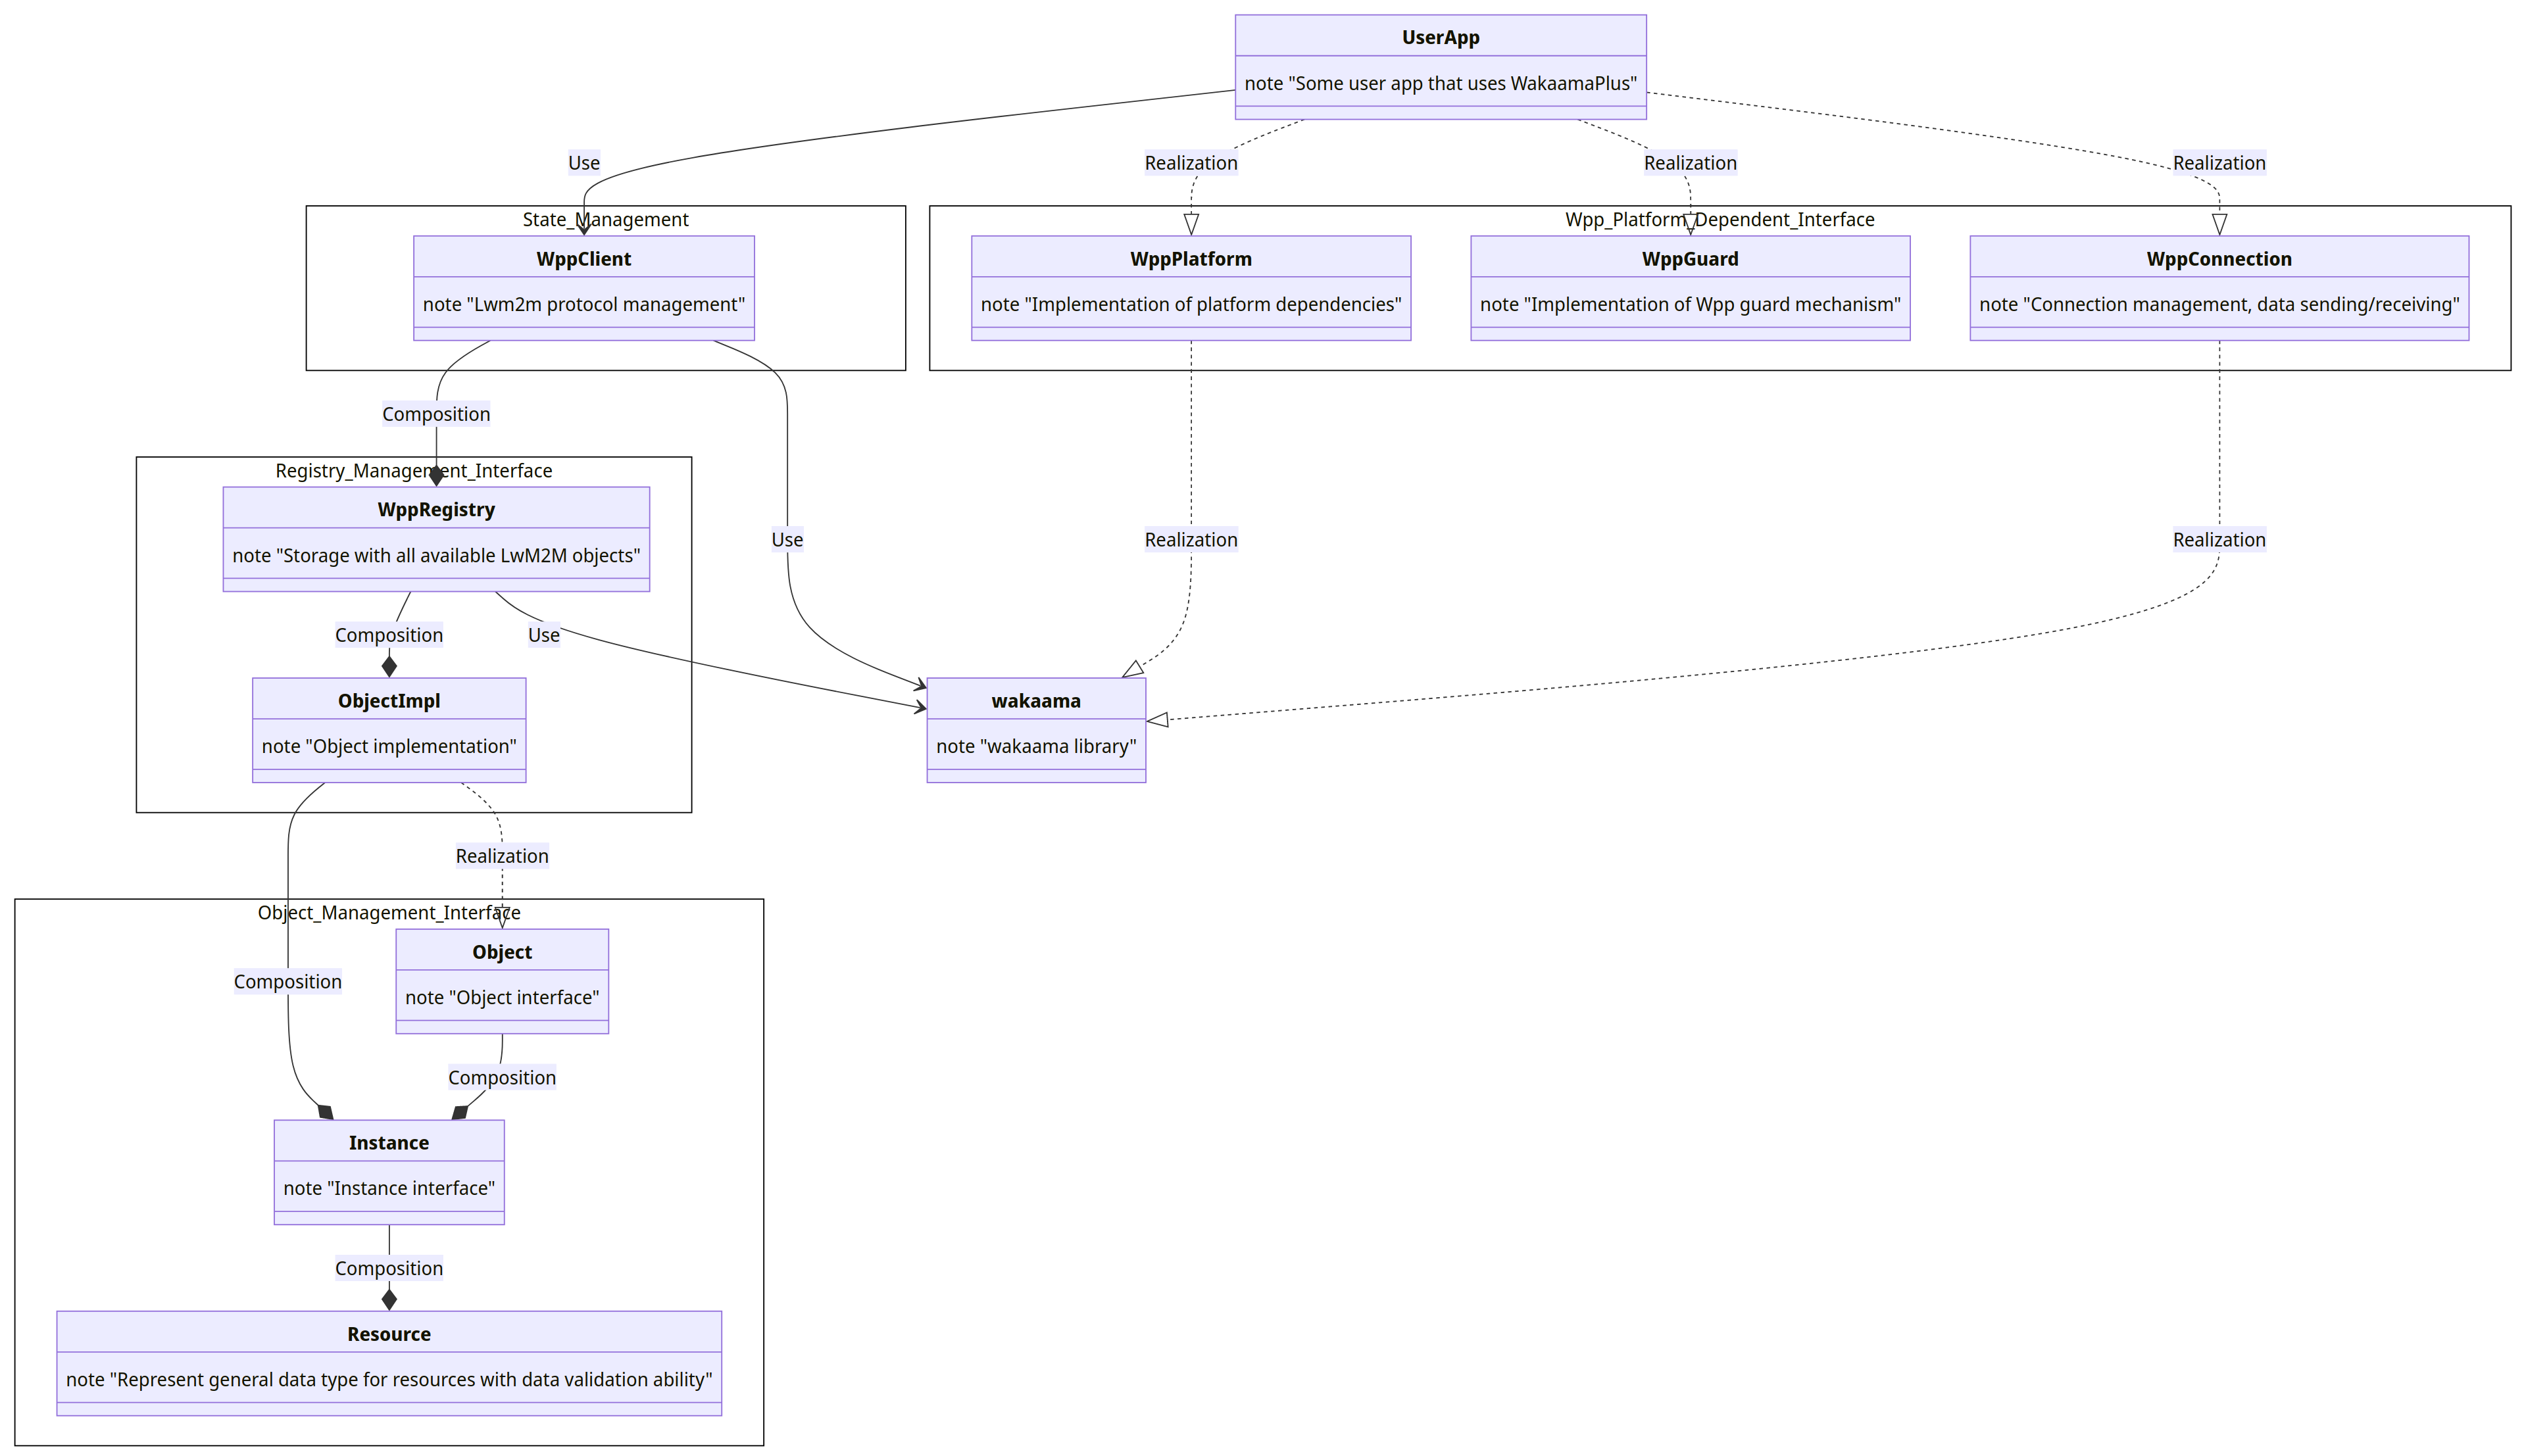 UserApp
note "Some user app that uses WakaamaPlus"
Use
Realization
Realization
Realization
State_Management
Wpp_Platform_Dependent_Interface
WppClient
note "Lwm2m protocol management"
WppPlatform
note "Implementation of platform dependencies"
WppGuard
note "Implementation of Wpp guard mechanism"
WppConnection
note "Connection management, data sending/receiving"
Composition
Registry_Management_Interface
WppRegistry
note "Storage with all available LwM2M objects"
Use
Realization
Realization
Composition
Use
ObjectImpl
note "Object implementation"
wakaama
note "wakaama library"
Realization
Object_Management_Interface
Object
note "Object interface"
Composition
Composition
Instance
note "Instance interface"
Composition
Resource
note "Represent general data type for resources with data validation ability"